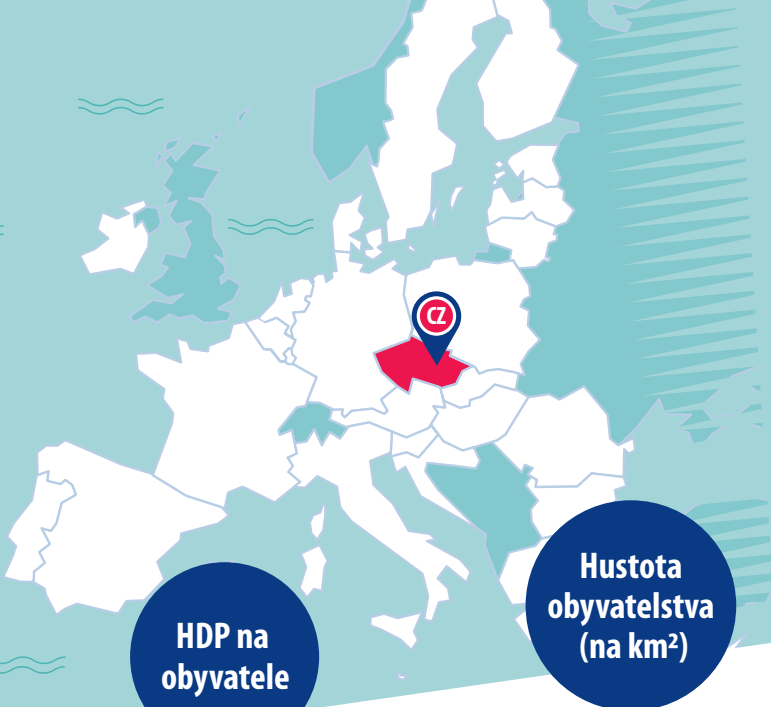 CZ
HDP na
obyvatele
Hustota
obyvatelstva
(na km²)